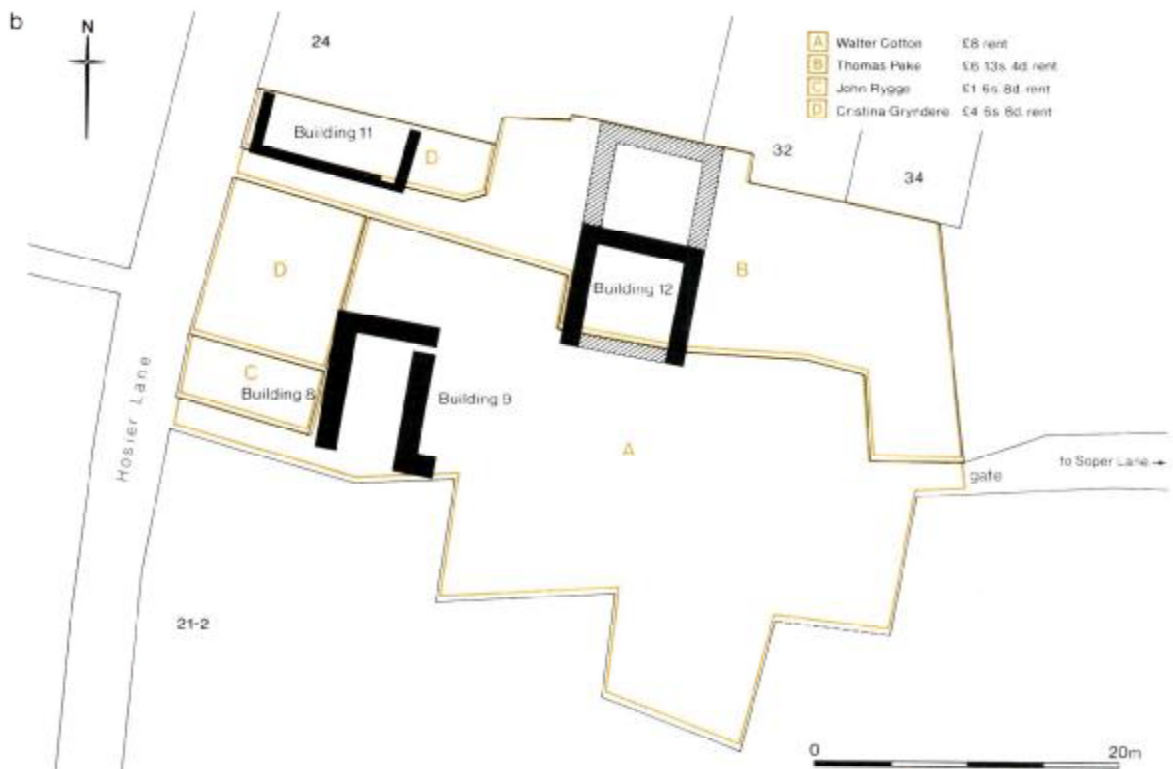 b
N
24
A Walter Cotton £8 rent
B Thomas Pake £6 13s 4d. rent
C John Rygge £1 6s 8d. rent
D Cristina Gryndere £4 6s 8d. rent
Building 11
D
32
34
D
B
Building 12
C
Building 8
Building 9
A
Hosier Lane
to Soper Lane →
gate
21-2
0 20m